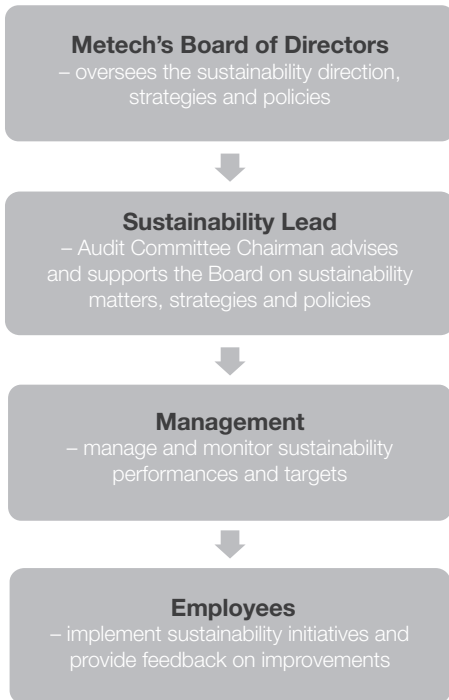 Metech's Board of Directors
– oversees the sustainability direction,
strategies and policies
Sustainability Lead
– Audit Committee Chairman advises
and supports the Board on sustainability
matters, strategies and policies
Management
– manage and monitor sustainability
performances and targets
Employees
– implement sustainability initiatives and
provide feedback on improvements